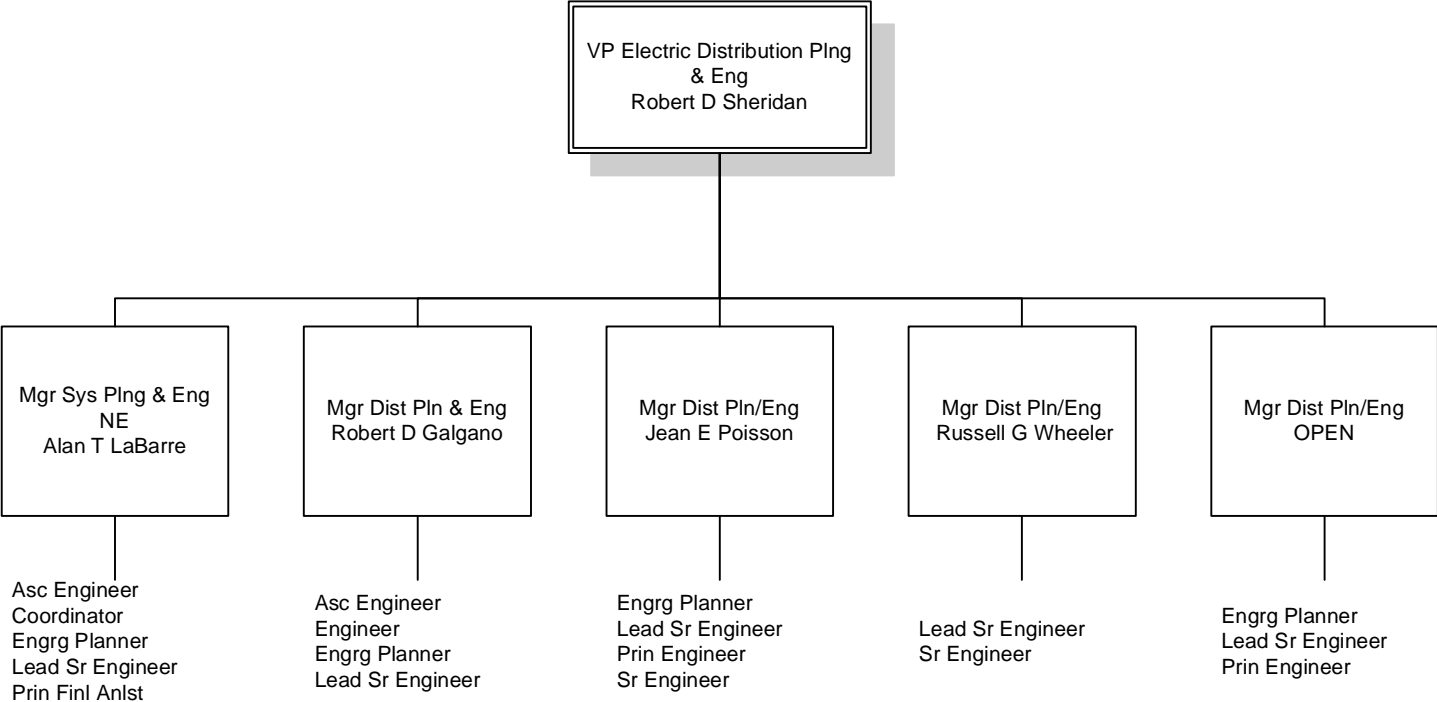 VP Electric Distribution Plng
& Eng
Robert D Sheridan
Mgr Sys Plng & Eng
NE
Alan T LaBarre
Mgr Dist Pln & Eng
Robert D Galgano
Mgr Dist Pln/Eng
Jean E Poisson
Mgr Dist Pln/Eng
Russell G Wheeler
Mgr Dist Pln/Eng
OPEN
Asc Engineer
Coordinator
Engrg Planner
Lead Sr Engineer
Prin Finl Anlst
Asc Engineer
Engineer
Engrg Planner
Lead Sr Engineer
Engrg Planner
Lead Sr Engineer
Prin Engineer
Sr Engineer
Lead Sr Engineer
Sr Engineer
Engrg Planner
Lead Sr Engineer
Prin Engineer